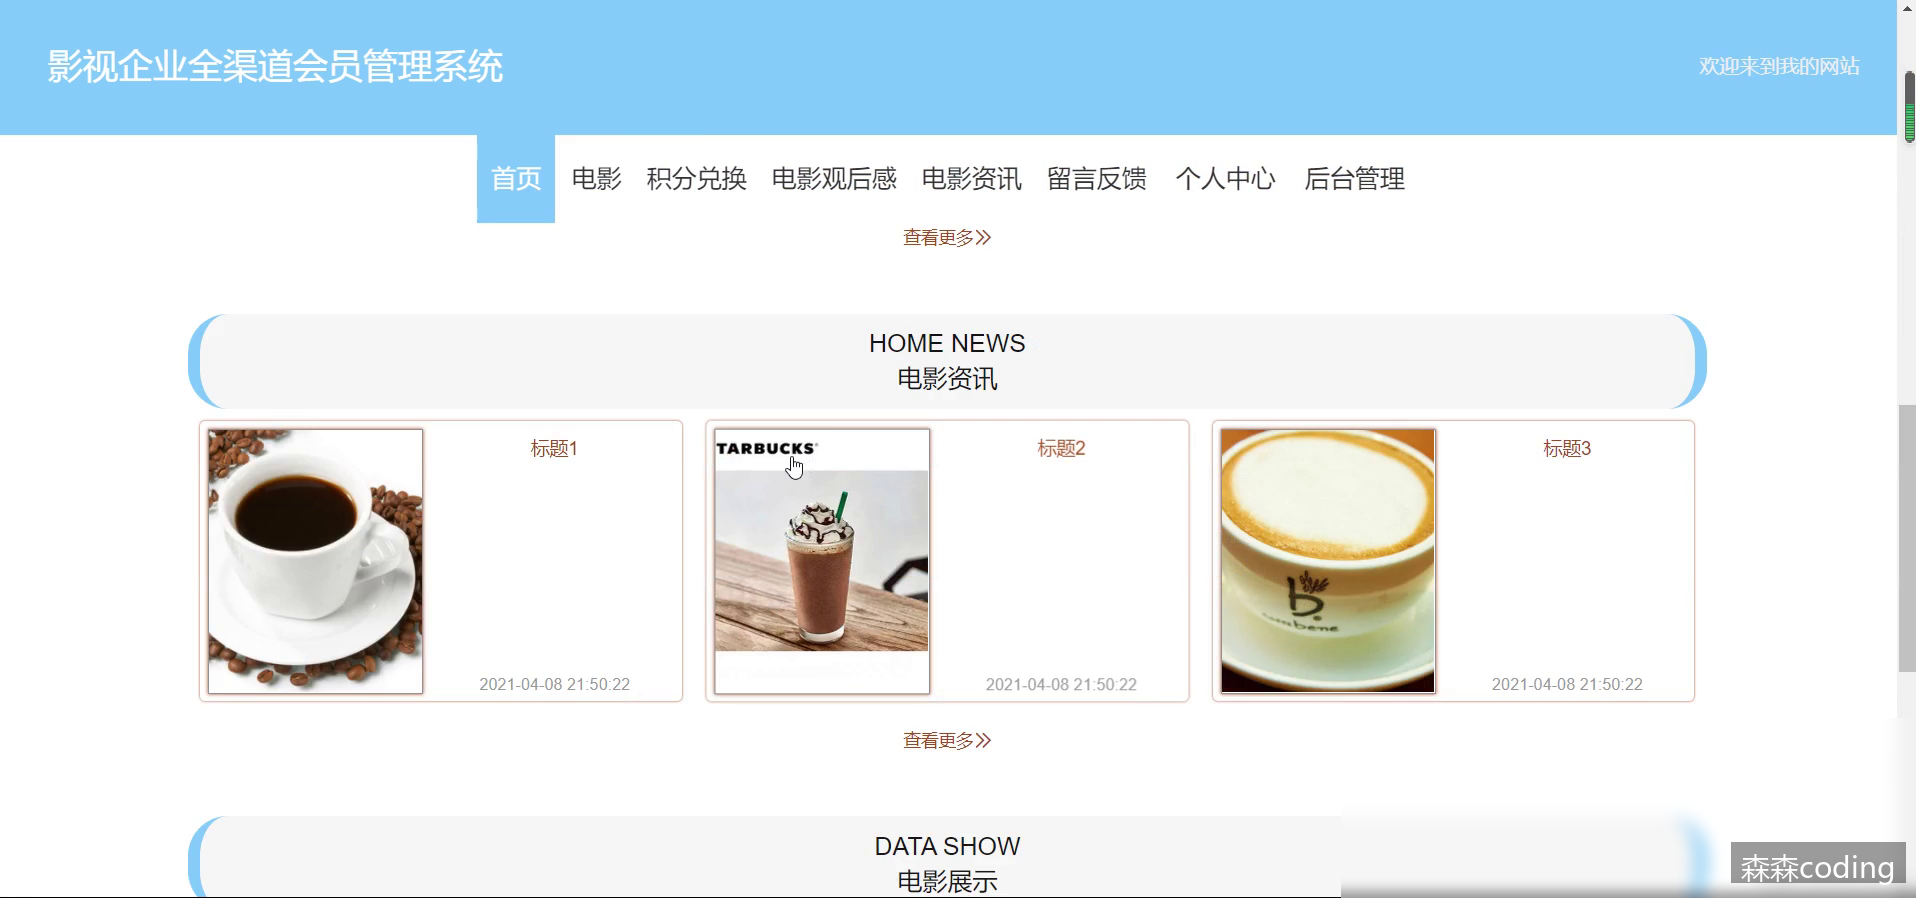 影视企业全渠道会员管理系统
欢迎来到我的网站
首页 电影 积分兑换 电影观后感 电影资讯 留言反馈 个人中心 后台管理
查看更多
HOME NEWS
电影资讯
标题1
2021-04-08 21:50:22
TARBUCKS
标题2
2021-04-08 21:50:22
标题3
2021-04-08 21:50:22
查看更多
DATA SHOW
电影展示
森森coding